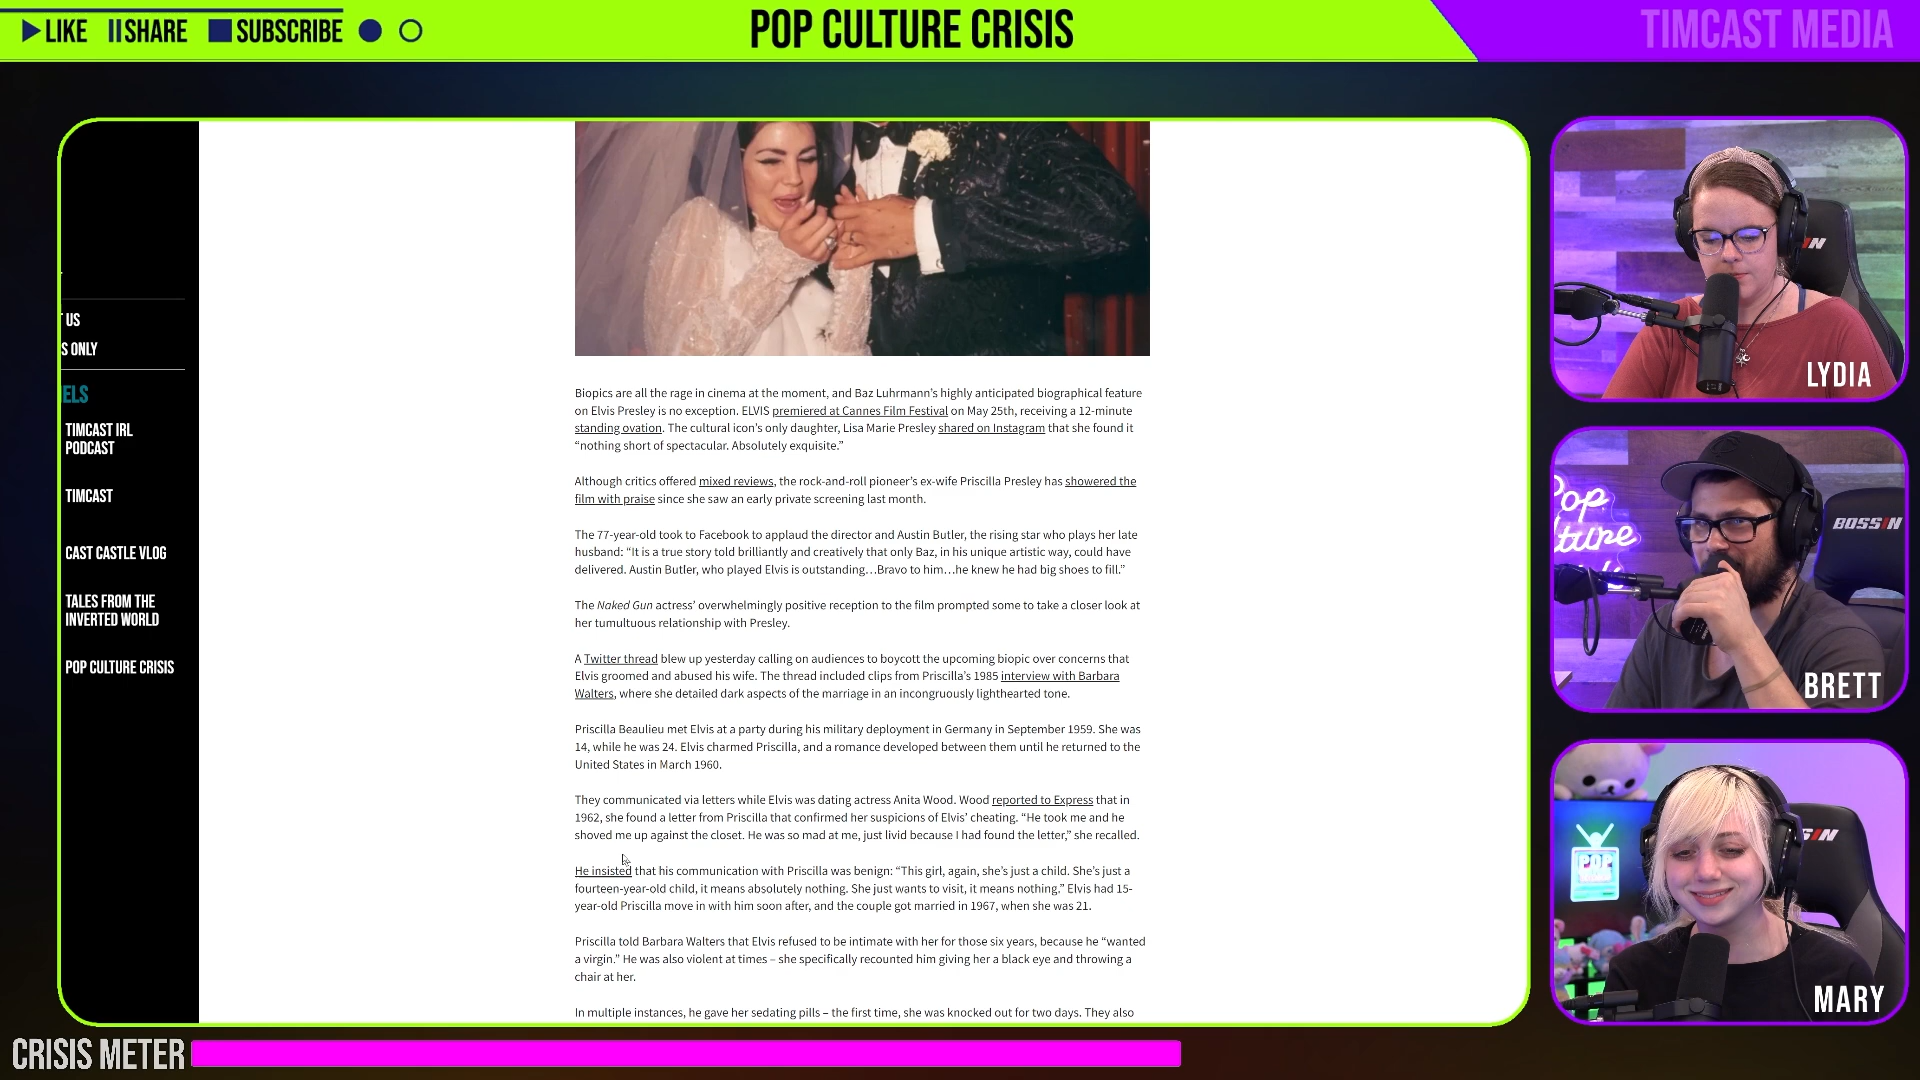 LIKE SHARE SUBSCRIBE
POP CULTURE CRISIS
TIMCAST MEDIA
US
S ONLY
ELS
TIMCAST IRL
PODCAST
TIMCAST
CAST CASTLE VLOG
TALES FROM THE
INVERTED WORLD
POP CULTURE CRISIS
Biopics are all the rage in cinema at the moment, and Baz Luhrmann’s highly anticipated biographical feature
on Elvis Presley is no exception. ELVIS premiered at Cannes Film Festival on May 25th, receiving a 12-minute
standing ovation. The cultural icon’s only daughter, Lisa Marie Presley shared on Instagram that she found it
“nothing short of spectacular. Absolutely exquisite.”
Although critics offered mixed reviews, the rock-and-roll pioneer’s ex-wife Priscilla Presley has showered the
film with praise since she saw an early private screening last month.
The 77-year-old took to Facebook to applaud the director and Austin Butler, the rising star who plays her late
husband: “It is a true story told brilliantly and creatively that only Baz, in his unique artistic way, could have
delivered. Austin Butler, who played Elvis is outstanding…Bravo to him…he knew he had big shoes to fill.”
The Naked Gun actress’ overwhelmingly positive reception to the film prompted some to take a closer look at
her tumultuous relationship with Presley.
A Twitter thread blew up yesterday calling on audiences to boycott the upcoming biopic over concerns that
Elvis groomed and abused his wife. The thread included clips from Priscilla’s 1985 interview with Barbara
Walters, where she detailed dark aspects of the marriage in an incongruously lighthearted tone.
Priscilla Beaulieu met Elvis at a party during his military deployment in Germany in September 1959. She was
14, while he was 24. Elvis charmed Priscilla, and a romance developed between them until he returned to the
United States in March 1960.
They communicated via letters while Elvis was dating actress Anita Wood. Wood reported to Express that in
1962, she found a letter from Priscilla that confirmed her suspicions of Elvis’ cheating. “He took me and he
shoved me up against the closet. He was so mad at me, just livid because I had found the letter,” she recalled.
He insisted that his communication with Priscilla was benign: “This girl, again, she’s just a child. She’s just a
fourteen-year-old child, it means absolutely nothing. She just wants to visit, it means nothing.” Elvis had 15-
year-old Priscilla move in with him soon after, and the couple got married in 1967, when she was 21.
Priscilla told Barbara Walters that Elvis refused to be intimate with her for those six years, because he “wanted
a virgin.” He was also violent at times – she specifically recounted him giving her a black eye and throwing a
chair at her.
In multiple instances, he gave her sedating pills – the first time, she was knocked out for two days. They also
LYDIA
Pop
BOSSIN
BRETT
POP
MARY
CRISIS METER